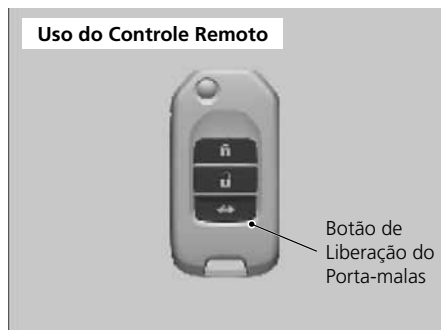 Uso do Controle Remoto
Botão de
Liberação do
Porta-malas